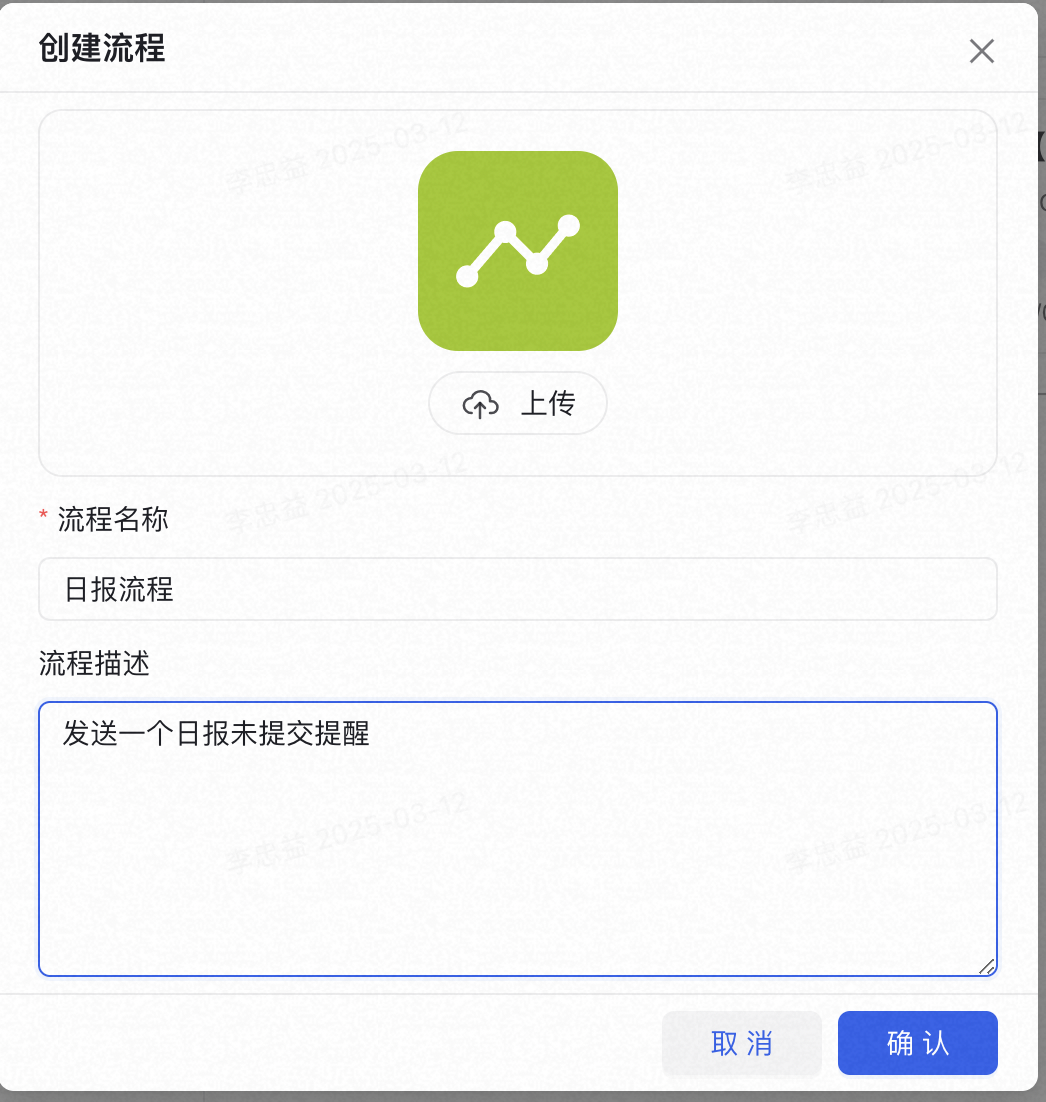 创建流程
李忠益 2025-03-12
李忠益 2025-03-12
上传
李忠益 2025-03-12
李忠益 2025-03-12
* 流程名称
日报流程
流程描述
发送一个日报未提交提醒
李忠益 2025-03-12
李忠益 2025-03-12
取 消
确 认